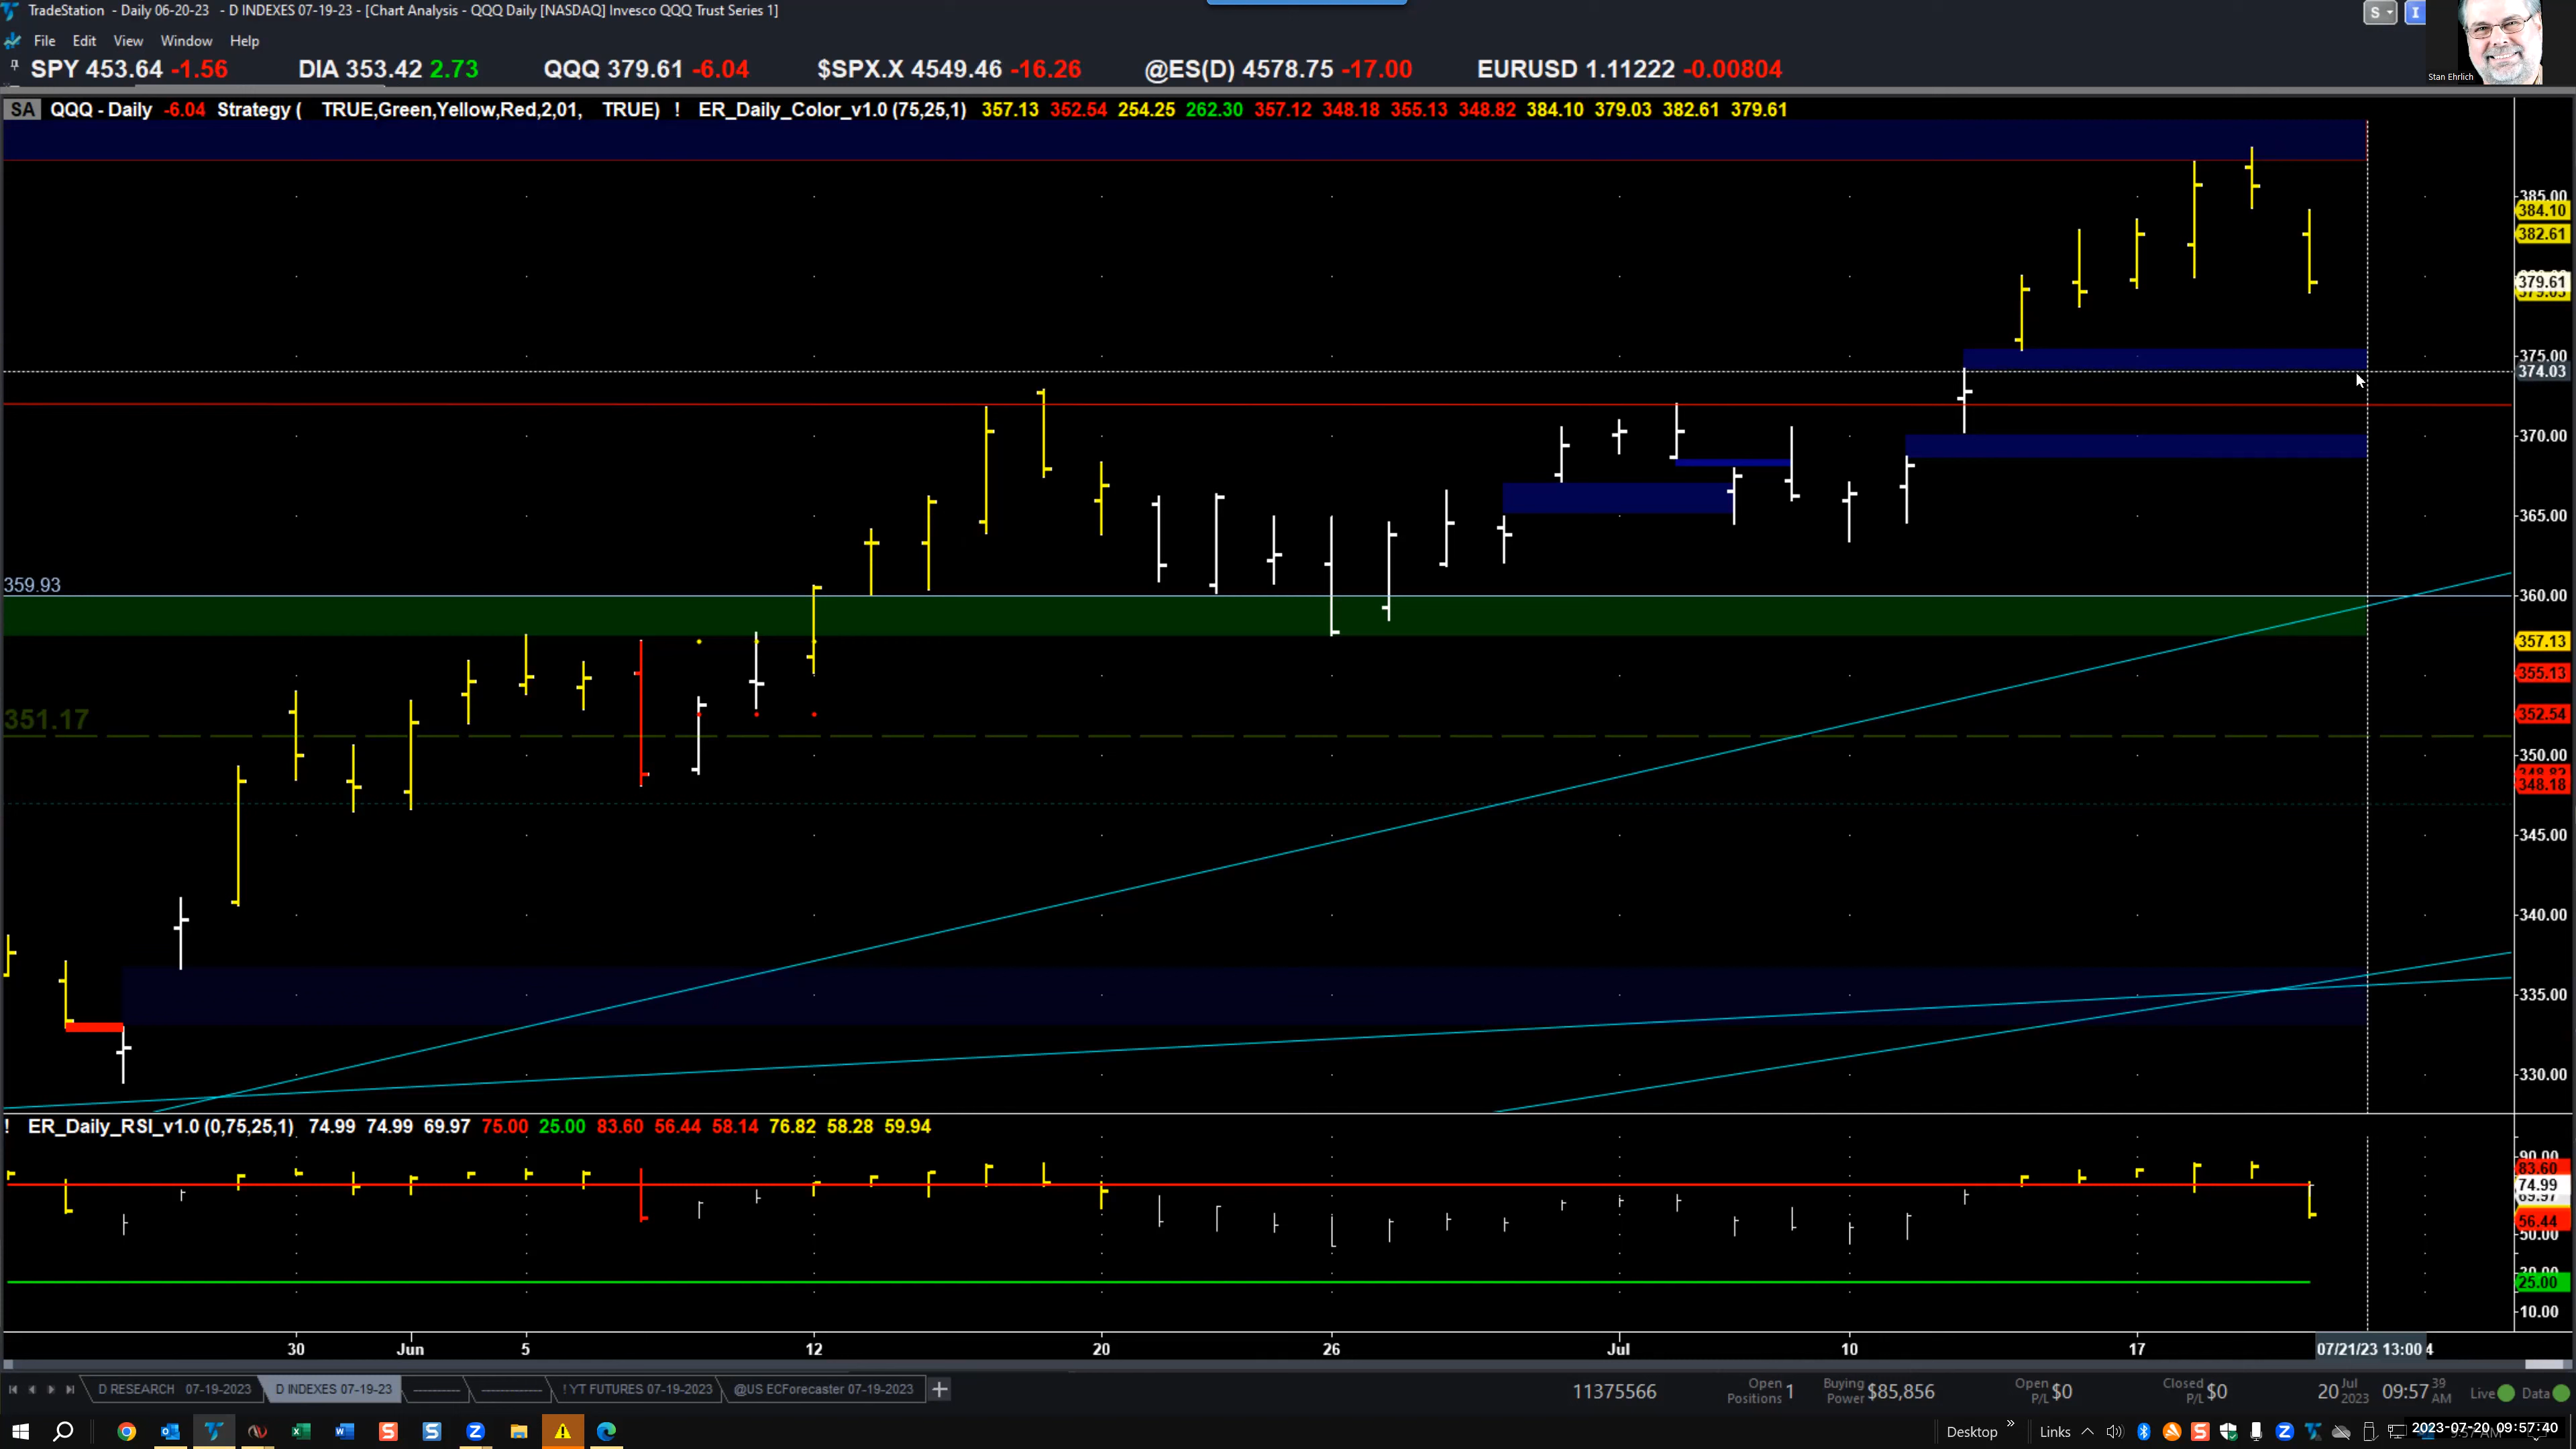 TradeStation - Daily 06-20-23 - D INDEXES 07-19-23 - [Chart Analysis - QQQ Daily [NASDAQ] Invesco QQQ Trust Series 1]
S
I
File Edit View Window Help
Stan Ehrlich
SPY 453.64 -1.56 DIA 353.42 2.73 QQQ 379.61 -6.04 $SPX.X 4549.46 -16.26 @ES(D) 4578.75 -17.00 EURUSD 1.11222 -0.00804
SA QQQ - Daily -6.04 Strategy ( TRUE,Green,Yellow,Red,2,01, TRUE) ! ER_Daily_Color_v1.0 (75,25,1) 357.13 352.54 254.25 262.30 357.12 348.18 355.13 348.82 384.10 379.03 382.61 379.61
385.00
384.10
382.61
379.61
379.03
375.00
374.03
370.00
365.00
359.93
360.00
357.13
355.13
351.17
352.54
350.00
348.82
348.18
345.00
340.00
335.00
330.00
! ER_Daily_RSI_v1.0 (0,75,25,1) 74.99 74.99 69.97 75.00 25.00 83.60 56.44 58.14 76.82 58.28 59.94
90.00
83.60
74.99
69.97
56.44
50.00
25.00
10.00
30 Jun 5 12 20 26 Jul 10 17 07/21/23 13:00 4
D RESEARCH 07-19-2023 D INDEXES 07-19-23 ! YT FUTURES 07-19-2023 @US ECForecaster 07-19-2023 +
11375566 Open Positions 1 Buying Power $85,856 Open P/L $0 Closed P/L $0 20 Jul 2023 09:57 39 AM Live Data
Desktop Links 2023-07-20 09:57:40